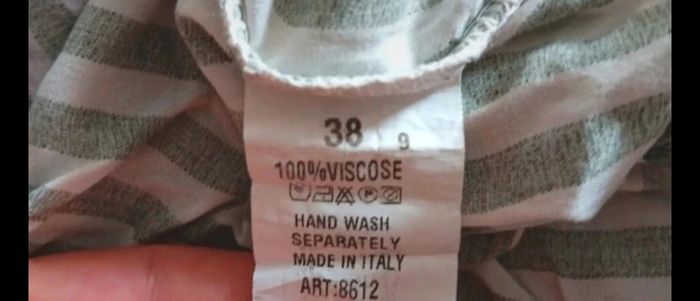 38 9
100%VISCOSE
HAND WASH
SEPARATELY
MADE IN ITALY
ART:8612